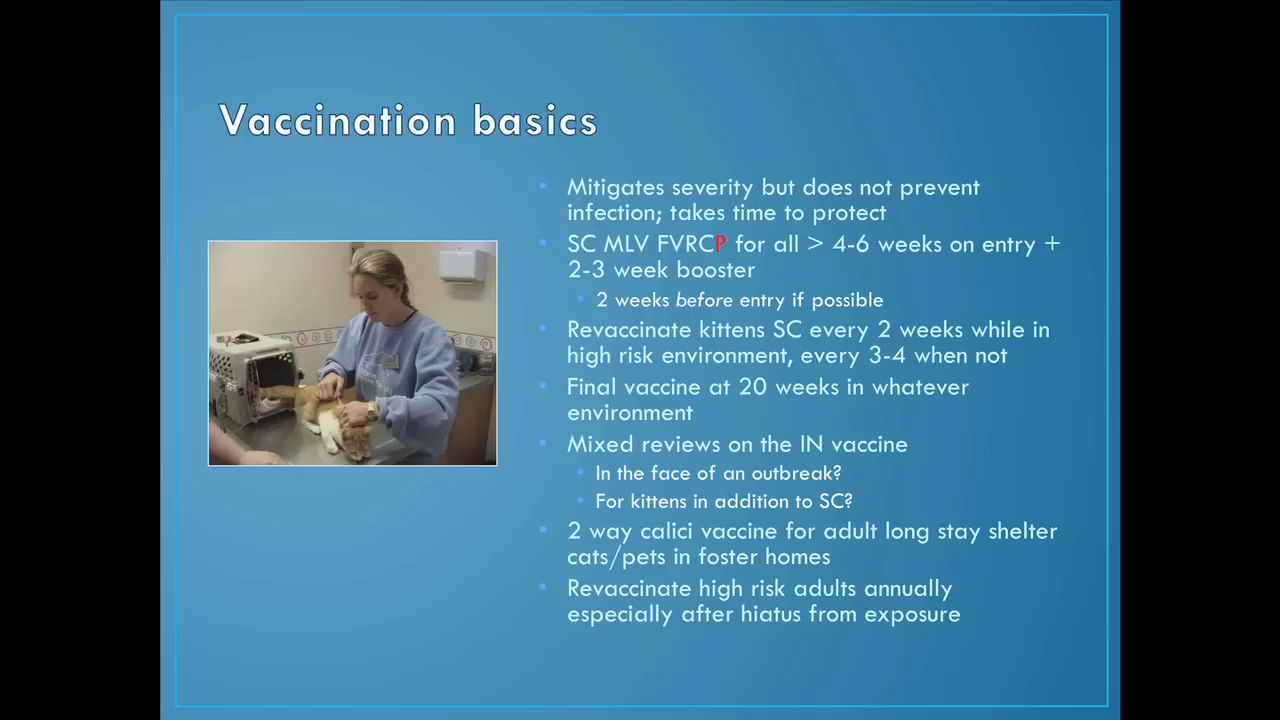 Vaccination basics
• Mitigates severity but does not prevent
infection; takes time to protect
• SC MLV FVRCP for all > 4-6 weeks on entry +
2-3 week booster
• 2 weeks before entry if possible
• Revaccinate kittens SC every 2 weeks while in
high risk environment, every 3-4 when not
• Final vaccine at 20 weeks in whatever
environment
• Mixed reviews on the IN vaccine
• In the face of an outbreak?
• For kittens in addition to SC?
• 2 way calici vaccine for adult long stay shelter
cats/pets in foster homes
• Revaccinate high risk adults annually
especially after hiatus from exposure